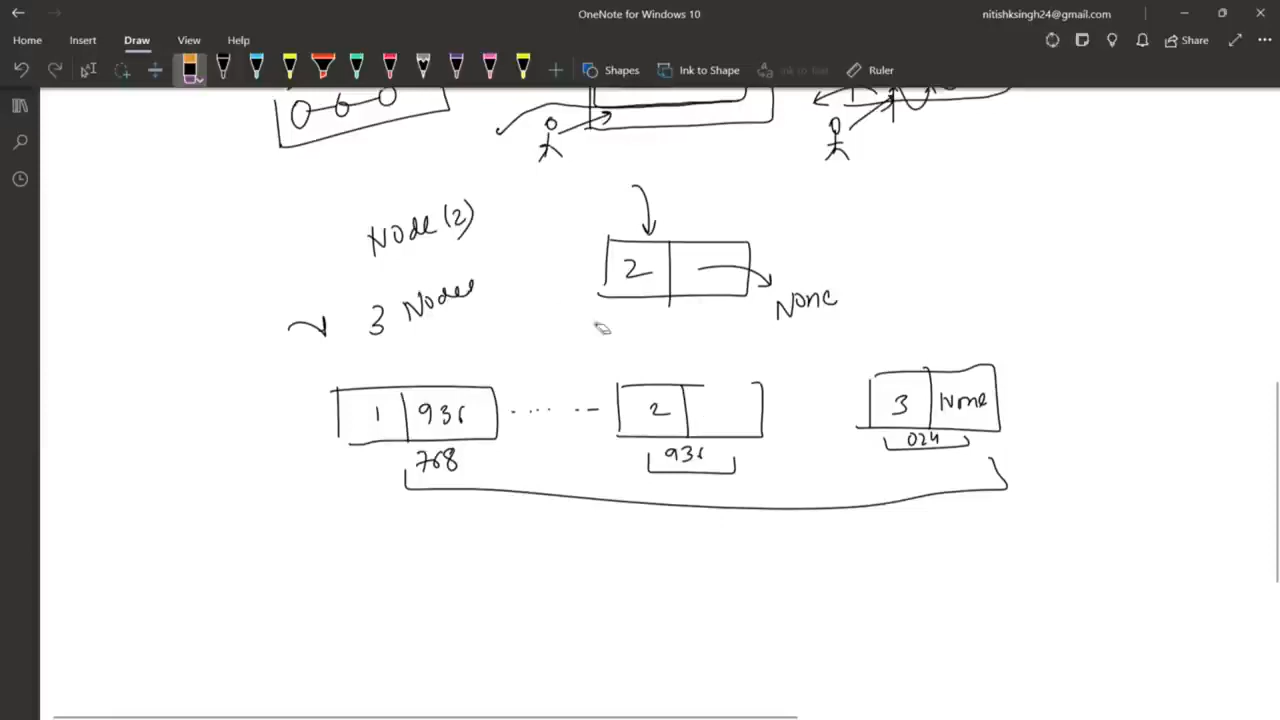 OneNote for Windows 10
nitishksingh24@gmail.com
Home Insert Draw View Help
Share
Shapes
Ink to Shape
Ruler
Node(2)
2
None
3 Nodes
1 936
2
3 None
768
936
024